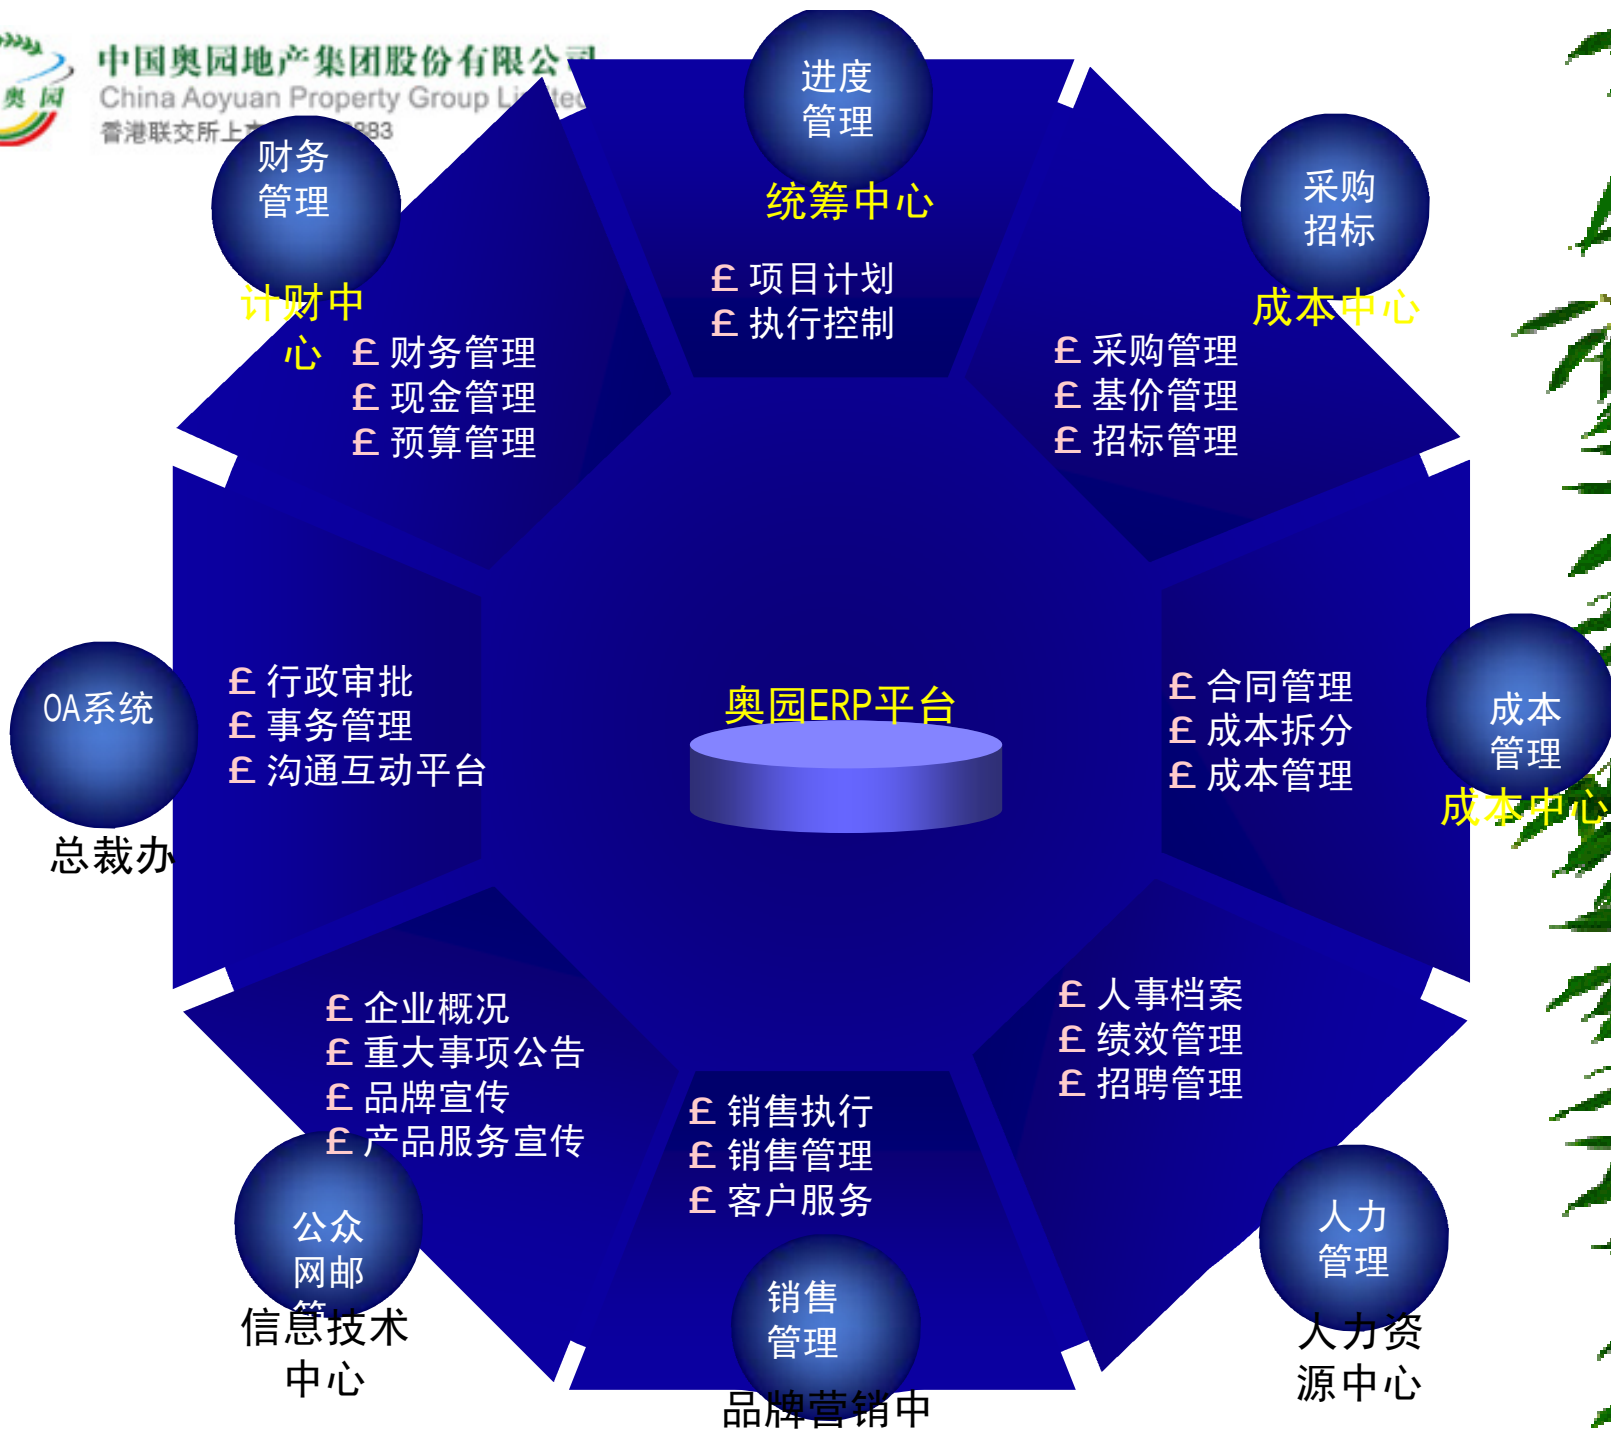 奥园
中国奥园地产集团股份有限公司
China Aoyuan Property Group Li ted
香港联交所上 883
进度
管理
统筹中心
£ 项目计划
£ 执行控制
采购
招标
成本中心
£ 采购管理
£ 基价管理
£ 招标管理
财务
管理
计财中
心
£ 财务管理
£ 现金管理
£ 预算管理
OA系统
总裁办
£ 行政审批
£ 事务管理
£ 沟通互动平台
奥园ERP平台
£ 合同管理
£ 成本拆分
£ 成本管理
成本
管理
成本中心
£ 企业概况
£ 重大事项公告
£ 品牌宣传
£ 产品服务宣传
公众
网邮
信息技术
中心
£ 销售执行
£ 销售管理
£ 客户服务
销售
管理
品牌营销中
£ 人事档案
£ 绩效管理
£ 招聘管理
人力
管理
人力资
源中心